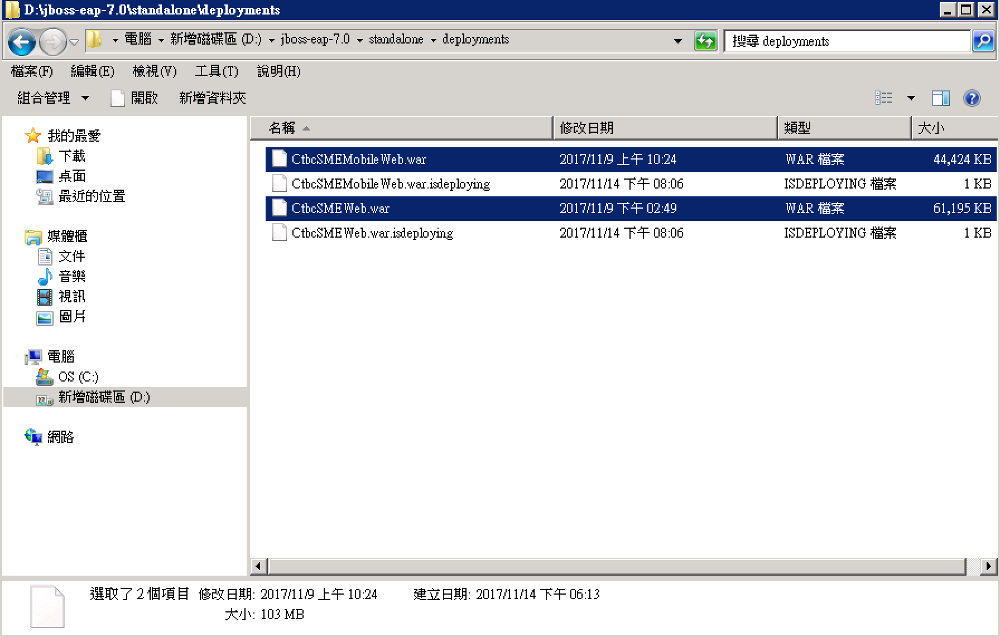 D:\jboss-eap-7.0\standalone\deployments
電腦 新增磁碟區 (D:) jboss-eap-7.0 standalone deployments
搜尋 deployments
檔案(F) 編輯(E) 檢視(V) 工具(T) 說明(H)
組合管理 開啟 新增資料夾
我的最愛
下載
桌面
最近的位置
媒體櫃
文件
音樂
視訊
圖片
電腦
OS (C:)
新增磁碟區 (D:)
網路
名稱 修改日期 類型 大小
CtbcSMEMobileWeb.war 2017/11/9 上午 10:24 WAR 檔案 44,424 KB
CtbcSMEMobileWeb.war.isdeploying 2017/11/14 下午 08:06 ISDEPLOYING 檔案 1 KB
CtbcSMEWeb.war 2017/11/9 下午 02:49 WAR 檔案 61,195 KB
CtbcSMEWeb.war.isdeploying 2017/11/14 下午 08:06 ISDEPLOYING 檔案 1 KB
選取了 2 個項目 修改日期: 2017/11/9 上午 10:24 建立日期: 2017/11/14 下午 06:13
大小: 103 MB